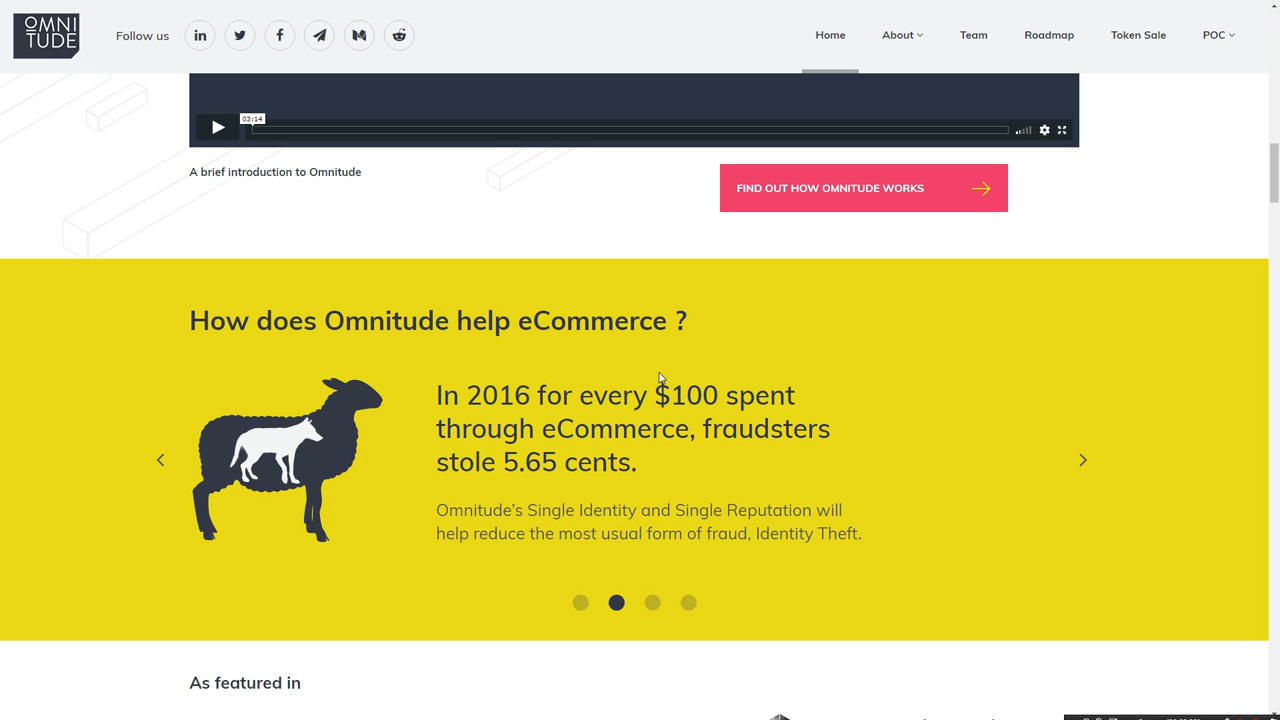 OMNI
TUDE
Follow us
Home
About
Team
Roadmap
Token Sale
POC
03:14
A brief introduction to Omnitude
FIND OUT HOW OMNITUDE WORKS
How does Omnitude help eCommerce ?
In 2016 for every $100 spent
through eCommerce, fraudsters
stole 5.65 cents.
Omnitude's Single Identity and Single Reputation will
help reduce the most usual form of fraud, Identity Theft.
As featured in